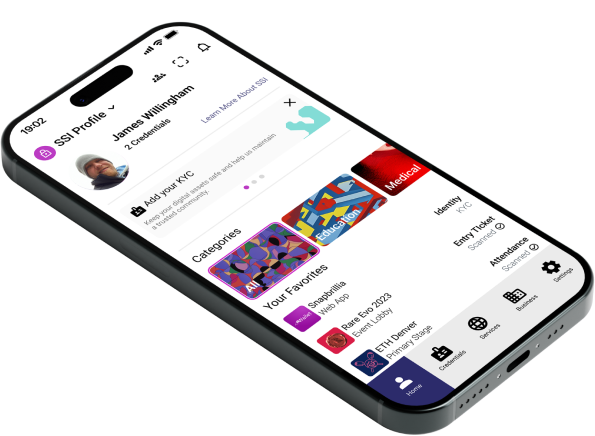 19:02
SSI Profile
James Willingham
2 Credentials
Learn More About SSI
Add your KYC
Keep your digital assets safe and help us maintain
a trusted community.
Categories
All
Education
Medical
Your Favorites
Snapbrillia
Web App
Identity
KYC
Rare Evo 2023
Event Lobby
Entry Ticket
Scanned
ETH Denver
Primary Stage
Attendance
Scanned
Home
Credentials
Services
Business
Settings